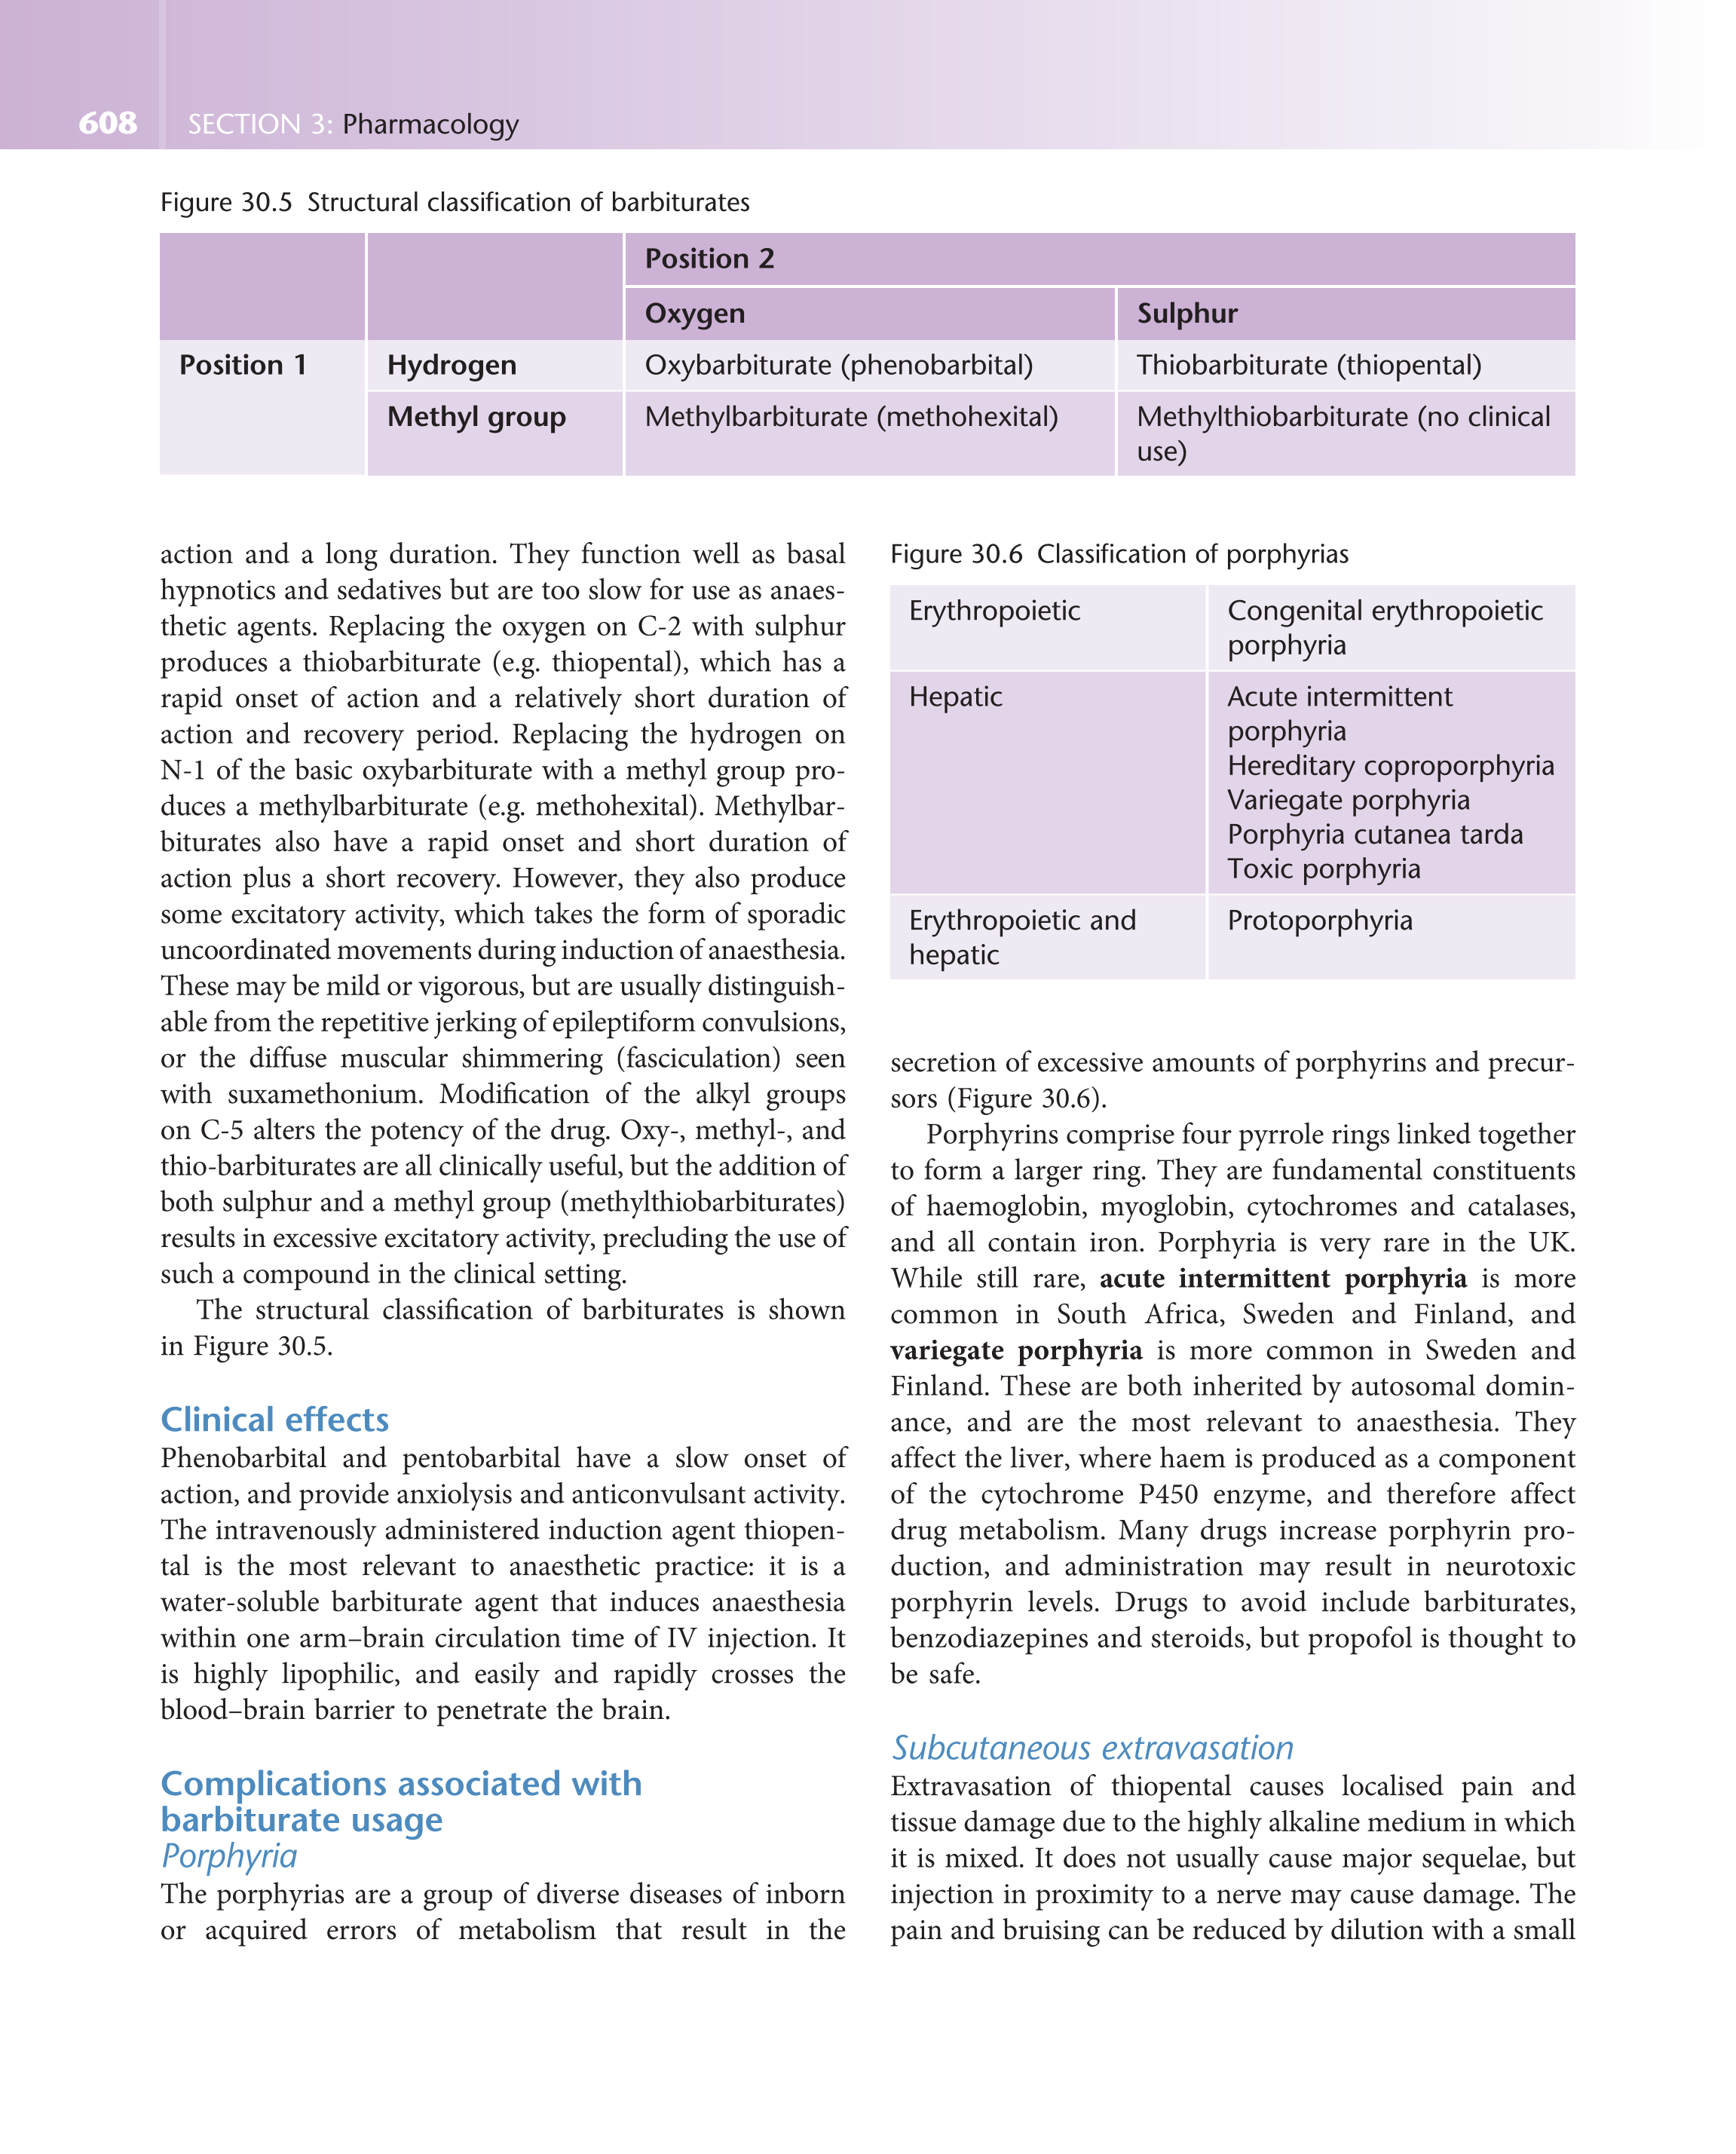 608 SECTION 3: Pharmacology
Figure 30.5 Structural classification of barbiturates
Position 2
Oxygen Sulphur
Position 1 Hydrogen Oxybarbiturate (phenobarbital) Thiobarbiturate (thiopental)
Methyl group Methylbarbiturate (methohexital) Methylthiobarbiturate (no clinical
use)
action and a long duration. They function well as basal
hypnotics and sedatives but are too slow for use as anaes-
thetic agents. Replacing the oxygen on C-2 with sulphur
produces a thiobarbiturate (e.g. thiopental), which has a
rapid onset of action and a relatively short duration of
action and recovery period. Replacing the hydrogen on
N-1 of the basic oxybarbiturate with a methyl group pro-
duces a methylbarbiturate (e.g. methohexital). Methylbar-
biturates also have a rapid onset and short duration of
action plus a short recovery. However, they also produce
some excitatory activity, which takes the form of sporadic
uncoordinated movements during induction of anaesthesia.
These may be mild or vigorous, but are usually distinguish-
able from the repetitive jerking of epileptiform convulsions,
or the diffuse muscular shimmering (fasciculation) seen
with suxamethonium. Modification of the alkyl groups
on C-5 alters the potency of the drug. Oxy-, methyl-, and
thio-barbiturates are all clinically useful, but the addition of
both sulphur and a methyl group (methylthiobarbiturates)
results in excessive excitatory activity, precluding the use of
such a compound in the clinical setting.
The structural classification of barbiturates is shown
in Figure 30.5.
Clinical effects
Phenobarbital and pentobarbital have a slow onset of
action, and provide anxiolysis and anticonvulsant activity.
The intravenously administered induction agent thiopen-
tal is the most relevant to anaesthetic practice: it is a
water-soluble barbiturate agent that induces anaesthesia
within one arm–brain circulation time of IV injection. It
is highly lipophilic, and easily and rapidly crosses the
blood–brain barrier to penetrate the brain.
Complications associated with
barbiturate usage
Porphyria
The porphyrias are a group of diverse diseases of inborn
or acquired errors of metabolism that result in the
Figure 30.6 Classification of porphyrias
Erythropoietic Congenital erythropoietic
porphyria
Hepatic Acute intermittent
porphyria
Hereditary coproporphyria
Variegate porphyria
Porphyria cutanea tarda
Toxic porphyria
Erythropoietic and Protoporphyria
hepatic
secretion of excessive amounts of porphyrins and precur-
sors (Figure 30.6).
Porphyrins comprise four pyrrole rings linked together
to form a larger ring. They are fundamental constituents
of haemoglobin, myoglobin, cytochromes and catalases,
and all contain iron. Porphyria is very rare in the UK.
While still rare, acute intermittent porphyria is more
common in South Africa, Sweden and Finland, and
variegate porphyria is more common in Sweden and
Finland. These are both inherited by autosomal domin-
ance, and are the most relevant to anaesthesia. They
affect the liver, where haem is produced as a component
of the cytochrome P450 enzyme, and therefore affect
drug metabolism. Many drugs increase porphyrin pro-
duction, and administration may result in neurotoxic
porphyrin levels. Drugs to avoid include barbiturates,
benzodiazepines and steroids, but propofol is thought to
be safe.
Subcutaneous extravasation
Extravasation of thiopental causes localised pain and
tissue damage due to the highly alkaline medium in which
it is mixed. It does not usually cause major sequelae, but
injection in proximity to a nerve may cause damage. The
pain and bruising can be reduced by dilution with a small